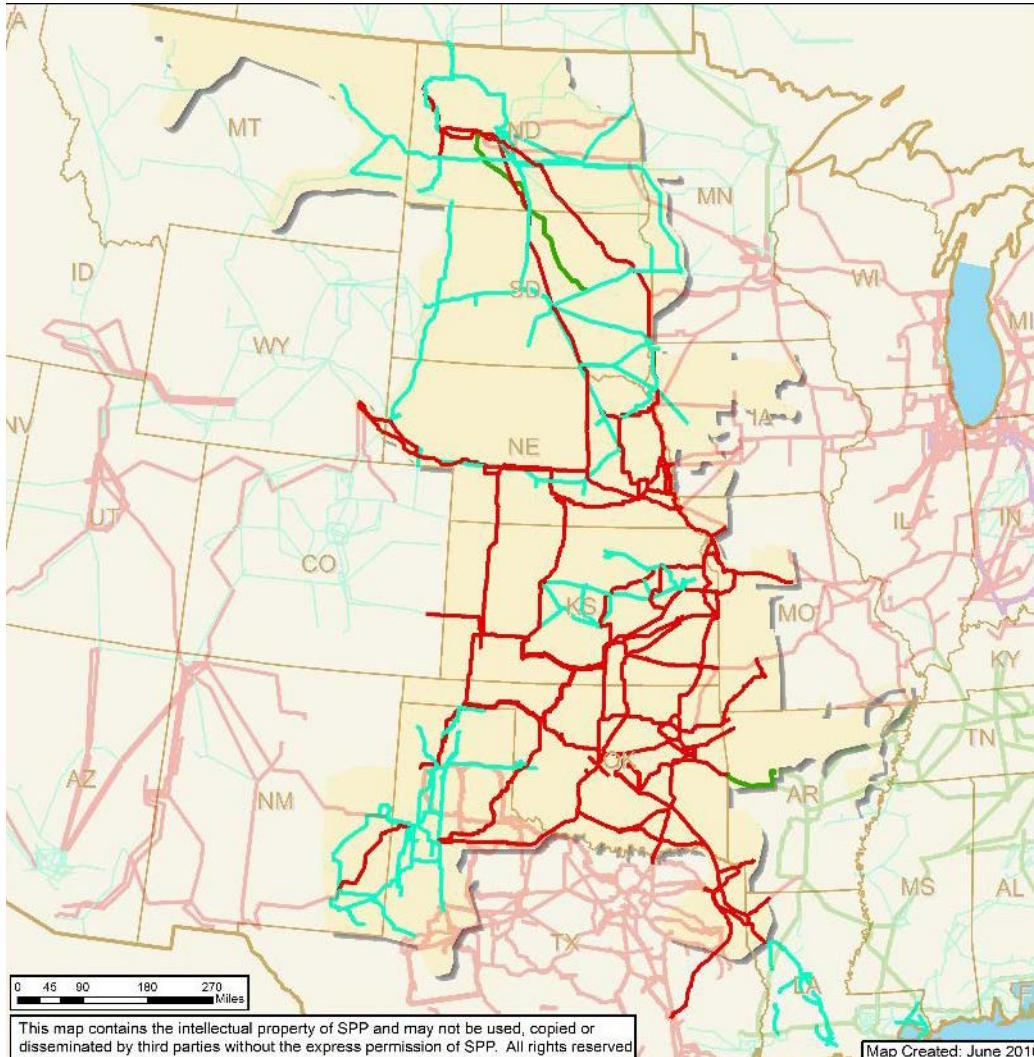 VA
MT
ND
MN
ID
SD
WI
MI
WY
IA
NV
NE
UT
IL
IN
CO
KS
MO
KY
OK
TN
AZ
NM
AR
MS
AL
TX
LA
0 45 90 180 270
Miles
This map contains the intellectual property of SPP and may not be used, copied or
disseminated by third parties without the express permission of SPP. All rights reserved
Map Created: June 201